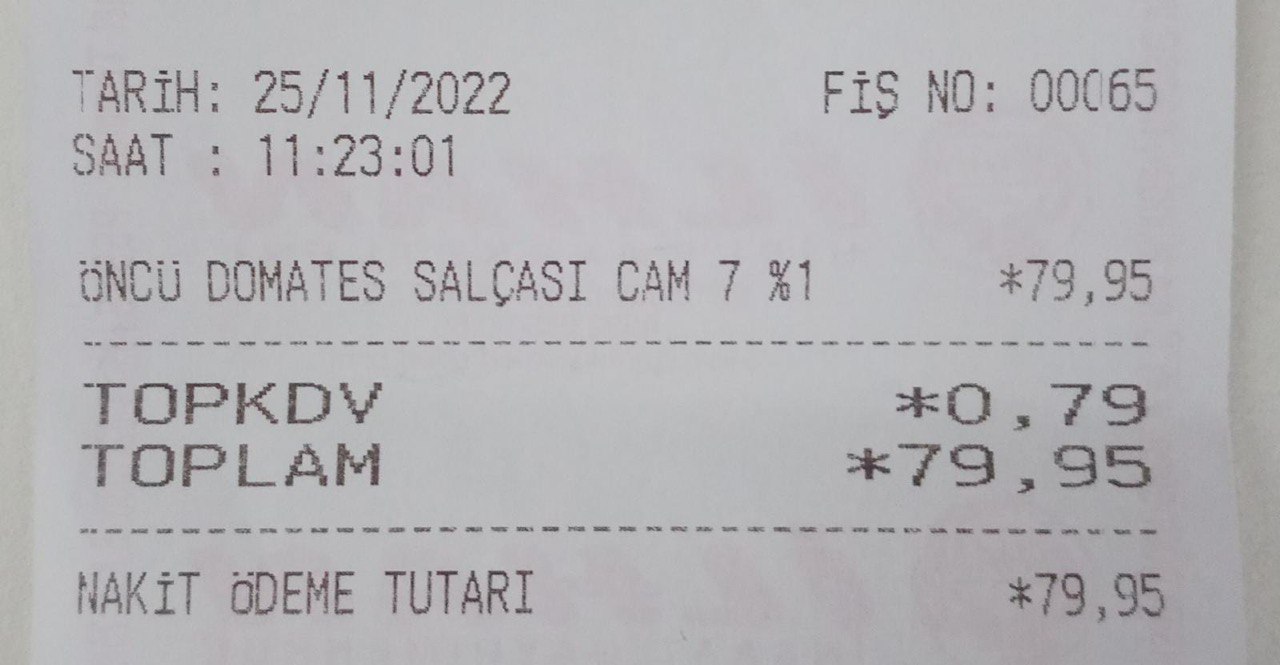 TARİH: 25/11/2022 FİŞ NO: 00065
SAAT : 11:23:01
ÖNCÜ DOMATES SALÇASI CAM 7 %1 *79,95
TOPKDV *0,79
TOPLAM *79,95
NAKİT ÖDEME TUTARI *79,95